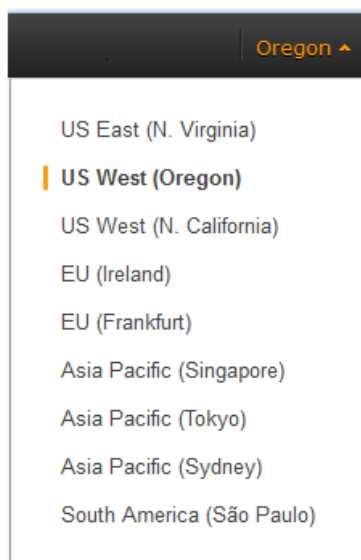 Oregon
US East (N. Virginia)
US West (Oregon)
US West (N. California)
EU (Ireland)
EU (Frankfurt)
Asia Pacific (Singapore)
Asia Pacific (Tokyo)
Asia Pacific (Sydney)
South America (São Paulo)